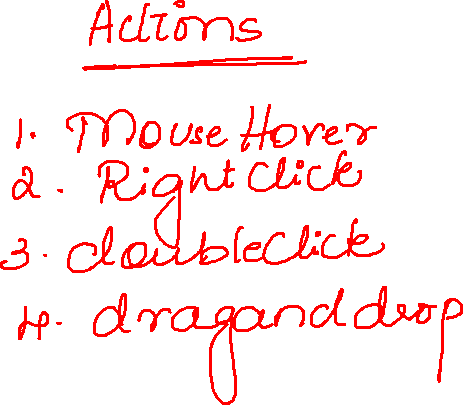 Actions
1. Mouse Hover
2. Right Click
3. doubleClick
4. draganddrop